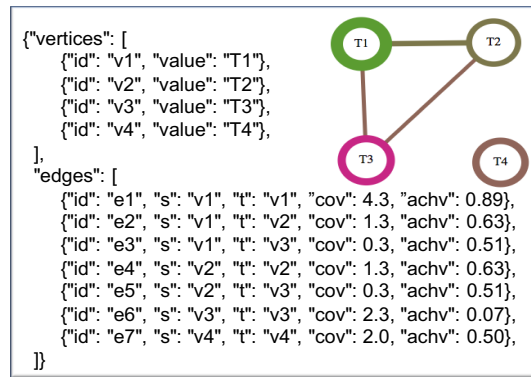 {"vertices": [
{"id": "v1", "value": "T1"},
{"id": "v2", "value": "T2"},
{"id": "v3", "value": "T3"},
{"id": "v4", "value": "T4"},
],
"edges": [
{"id": "e1", "s": "v1", "t": "v1", ”cov": 4.3, ”achv": 0.89},
{"id": "e2", "s": "v1", "t": "v2", "cov": 1.3, "achv": 0.63},
{"id": "e3", "s": "v1", "t": "v3", "cov": 0.3, "achv": 0.51},
{"id": "e4", "s": "v2", "t": "v2", "cov": 1.3, "achv": 0.63},
{"id": "e5", "s": "v2", "t": "v3", "cov": 0.3, "achv": 0.51},
{"id": "e6", "s": "v3", "t": "v3", "cov": 2.3, "achv": 0.07},
{"id": "e7", "s": "v4", "t": "v4", "cov": 2.0, "achv": 0.50},
]}
T1
T2
T3
T4